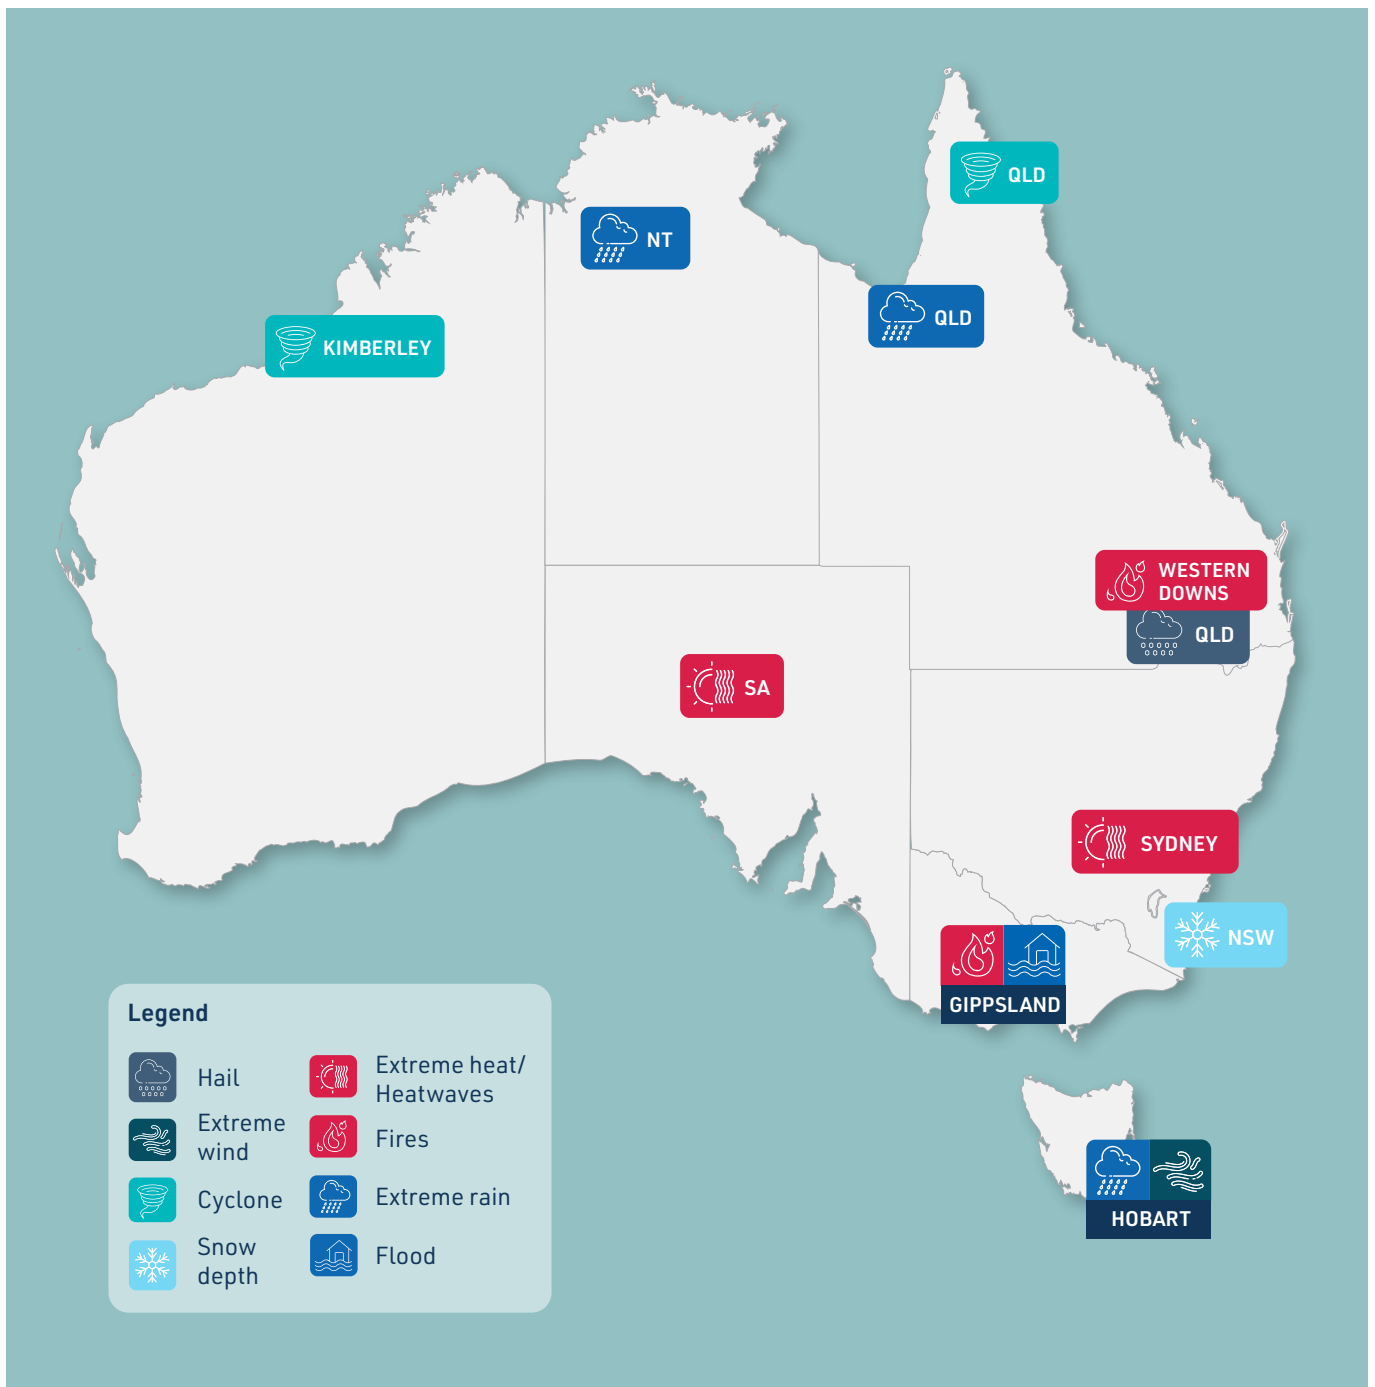 QLD
NT
QLD
KIMBERLEY
WESTERN
DOWNS
QLD
SA
SYDNEY
NSW
GIPPSLAND
HOBART
Legend
Hail
Extreme
wind
Cyclone
Snow
depth
Extreme heat/
Heatwaves
Fires
Extreme rain
Flood